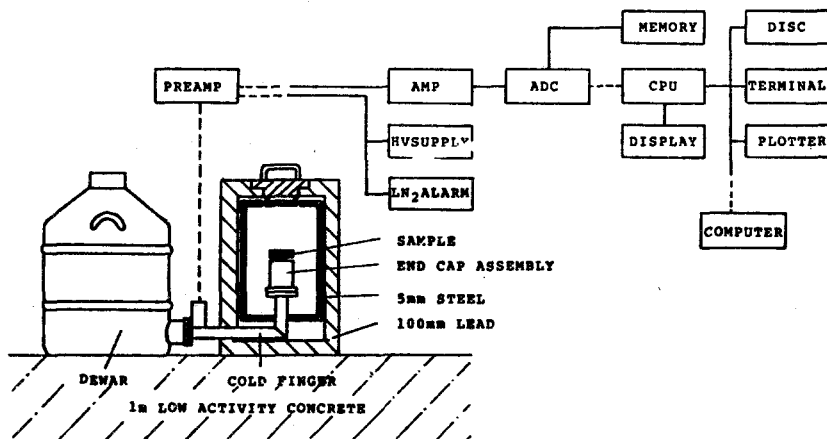 MEMORY
DISC
PREAMP
AMP
ADC
CPU
TERMINAL
HVSUPPLY
DISPLAY
PLOTTER
LN₂ALARM
COMPUTER
SAMPLE
END CAP ASSEMBLY
5mm STEEL
100mm LEAD
DEWAR
COLD FINGER
1m LOW ACTIVITY CONCRETE